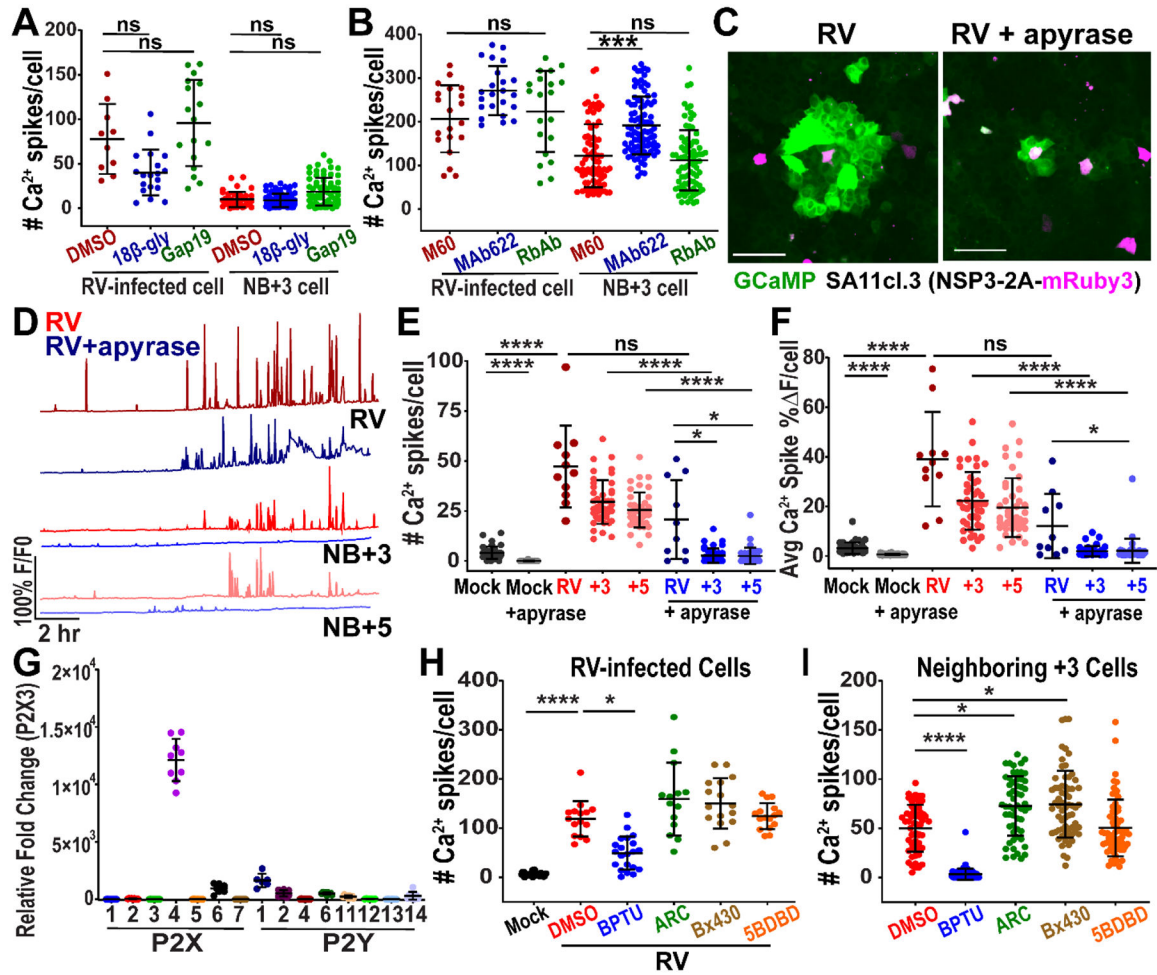 A
# Ca²⁺ spikes/cell
200
150
100
50
0
ns
ns
ns
ns
DMSO
18β-gly
Gap19
DMSO
18β-gly
Gap19
RV-infected cell
NB+3 cell
B
# Ca²⁺ spikes/cell
400
300
200
100
0
ns
ns
***
M60
MAb622
RbAb
M60
MAb622
RbAb
RV-infected cell
NB+3 cell
C
RV
RV + apyrase
GCaMP SA11cl.3 (NSP3-2A-mRuby3)
D
RV
RV+apyrase
RV
NB+3
NB+5
100% F/F0
2 hr
E
# Ca²⁺ spikes/cell
100
75
50
25
0
****
****
ns
****
****
*
*
Mock
Mock
RV
+3
+5
RV
+3
+5
+apyrase
+ apyrase
F
Avg Ca²⁺ Spike %ΔF/cell
80
60
40
20
0
****
****
ns
****
****
*
Mock
Mock
RV
+3
+5
RV
+3
+5
+ apyrase
+ apyrase
G
Relative Fold Change (P2X3)
2×10⁴
1.5×10⁴
1×10⁴
5×10³
0
1 2 3 4 5 6 7 1 2 4 6 11 12 13 14
P2X
P2Y
H
RV-infected Cells
# Ca²⁺ spikes/cell
400
300
200
100
0
****
*
Mock
DMSO
BPTU
ARC
Bx430
5BDBD
RV
I
Neighboring +3 Cells
# Ca²⁺ spikes/cell
200
150
100
50
0
*
*
****
DMSO
BPTU
ARC
Bx430
5BDBD